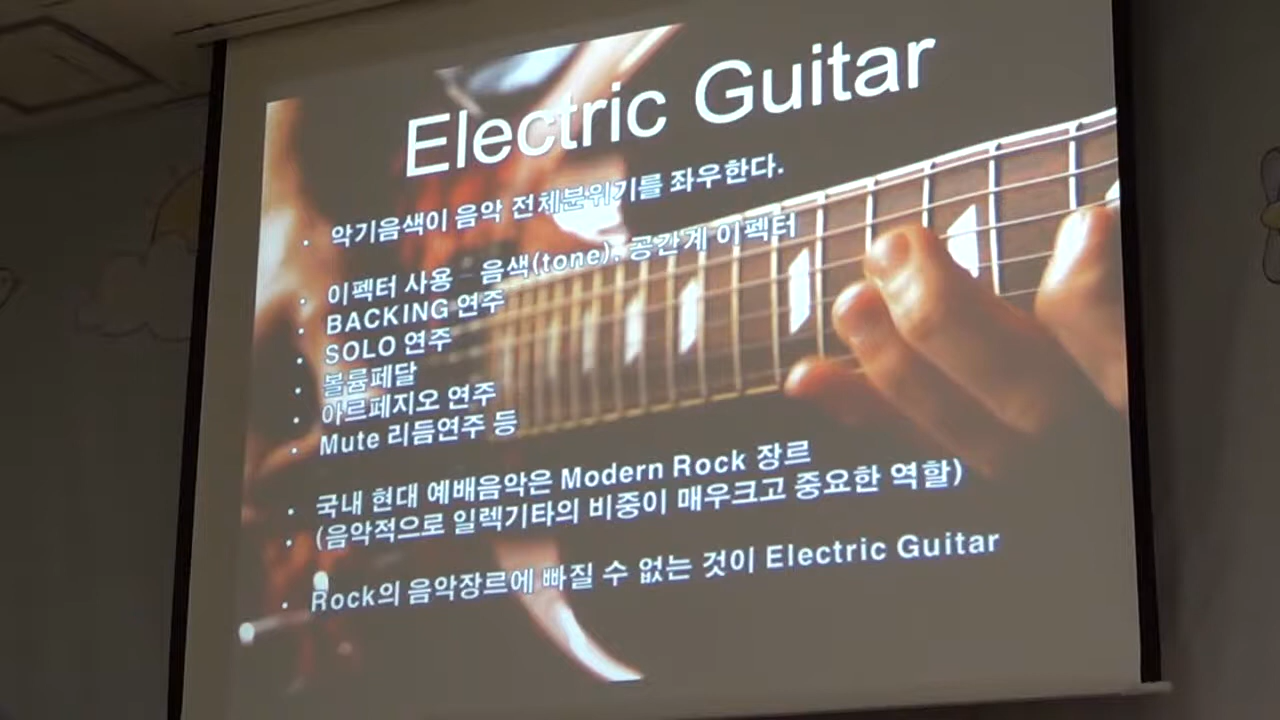 Electric Guitar
· 악기음색이 음악 전체분위기를 좌우한다.
· 이펙터 사용 – 음색(tone), 공간계 이펙터
· BACKING 연주
· SOLO 연주
· 볼륨페달
· 아르페지오 연주
· Mute 리듬연주 등
· 국내 현대 예배음악은 Modern Rock 장르
· (음악적으로 일렉기타의 비중이 매우크고 중요한 역할)
· Rock의 음악장르에 빠질 수 없는 것이 Electric Guitar